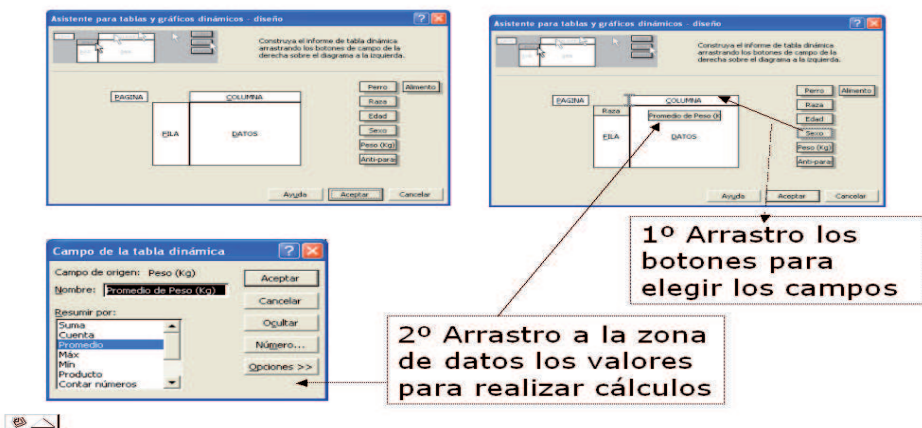 Asistente para tablas y gráficos dinámicos - diseño
Construya el informe de tabla dinámica
arrastrando los botones de campo de la
derecha sobre el diagrama a la izquierda.
PÁGINA
COLUMNA
FILA
DATOS
Perro
Alimento
Raza
Edad
Sexo
Peso (Kg)
Anti-para
Ayuda
Aceptar
Cancelar
Asistente para tablas y gráficos dinámicos - diseño
Construya el informe de tabla dinámica
arrastrando los botones de campo de la
derecha sobre el diagrama a la izquierda.
PÁGINA
COLUMNA
Raza
Promedio de Peso (K
FILA
DATOS
Perro
Alimento
Raza
Edad
Sexo
Peso (Kg)
Anti-para
Ayuda
Aceptar
Cancelar
1º Arrastro los
botones para
elegir los campos
Campo de la tabla dinámica
Campo de origen: Peso (Kg)
Nombre: Promedio de Peso (Kg)
Resumir por:
Suma
Cuenta
Promedio
Máx
Mín
Producto
Contar números
Aceptar
Cancelar
Ocultar
Número...
Opciones >>
2º Arrastro a la zona
de datos los valores
para realizar cálculos